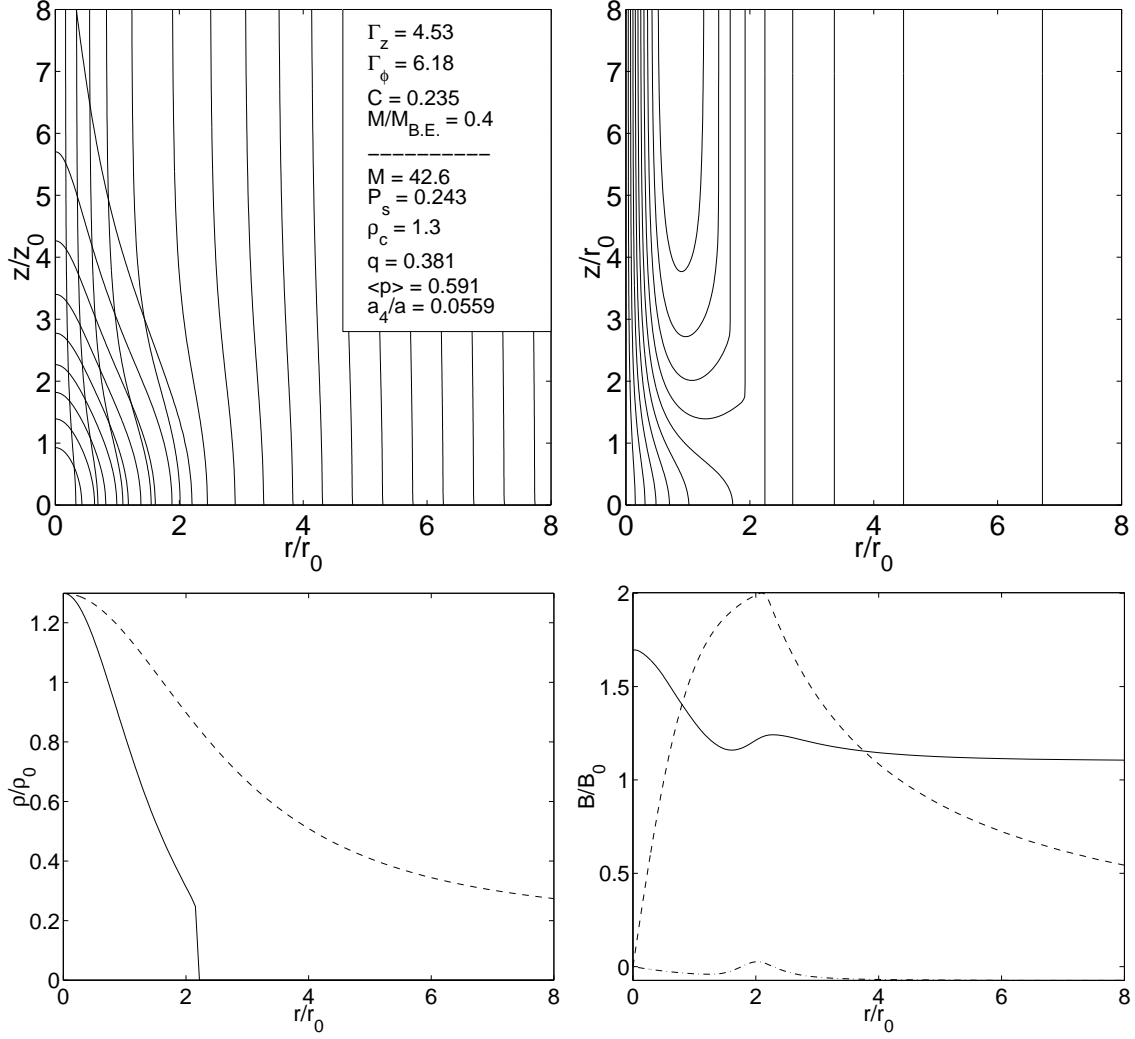 8
7
6
5
4
3
2
1
0
z/z0
0 2 4 6 8
r/r0
Γz = 4.53
Γϕ = 6.18
C = 0.235
M/MB.E. = 0.4
----------
M = 42.6
Ps = 0.243
ρc = 1.3
q = 0.381
<p> = 0.591
a4/a = 0.0559
8
7
6
5
4
3
2
1
0
z/r0
0 2 4 6 8
r/r0
1.2
1
0.8
0.6
0.4
0.2
0
ρ/ρ0
0 2 4 6 8
r/r0
2
1.5
1
0.5
0
B/B0
0 2 4 6 8
r/r0